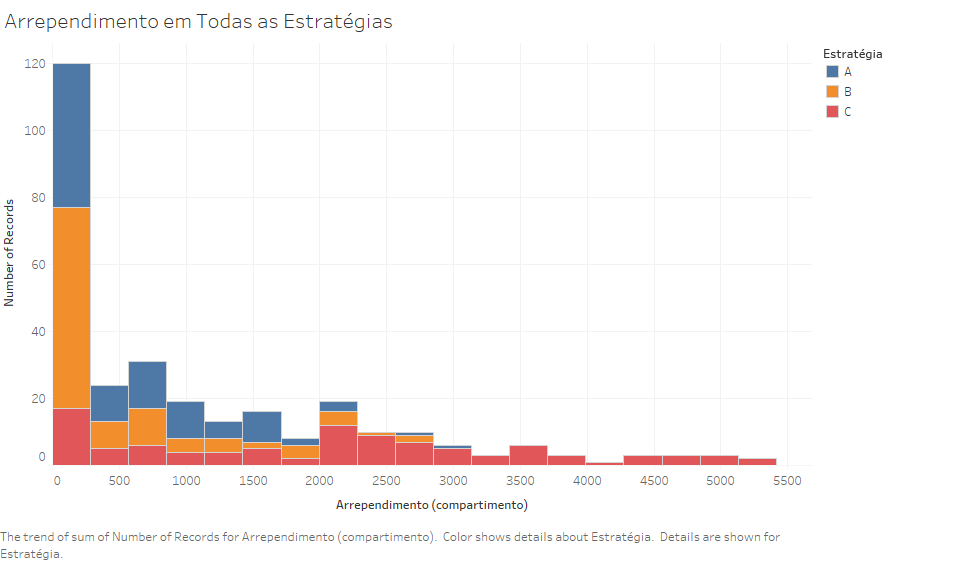 Arrependimento em Todas as Estratégias
Estratégia
A
B
C
Number of Records
120
100
80
60
40
20
0
0 500 1000 1500 2000 2500 3000 3500 4000 4500 5000 5500
Arrependimento (compartimento)
The trend of sum of Number of Records for Arrependimento (compartimento). Color shows details about Estratégia. Details are shown for
Estratégia.